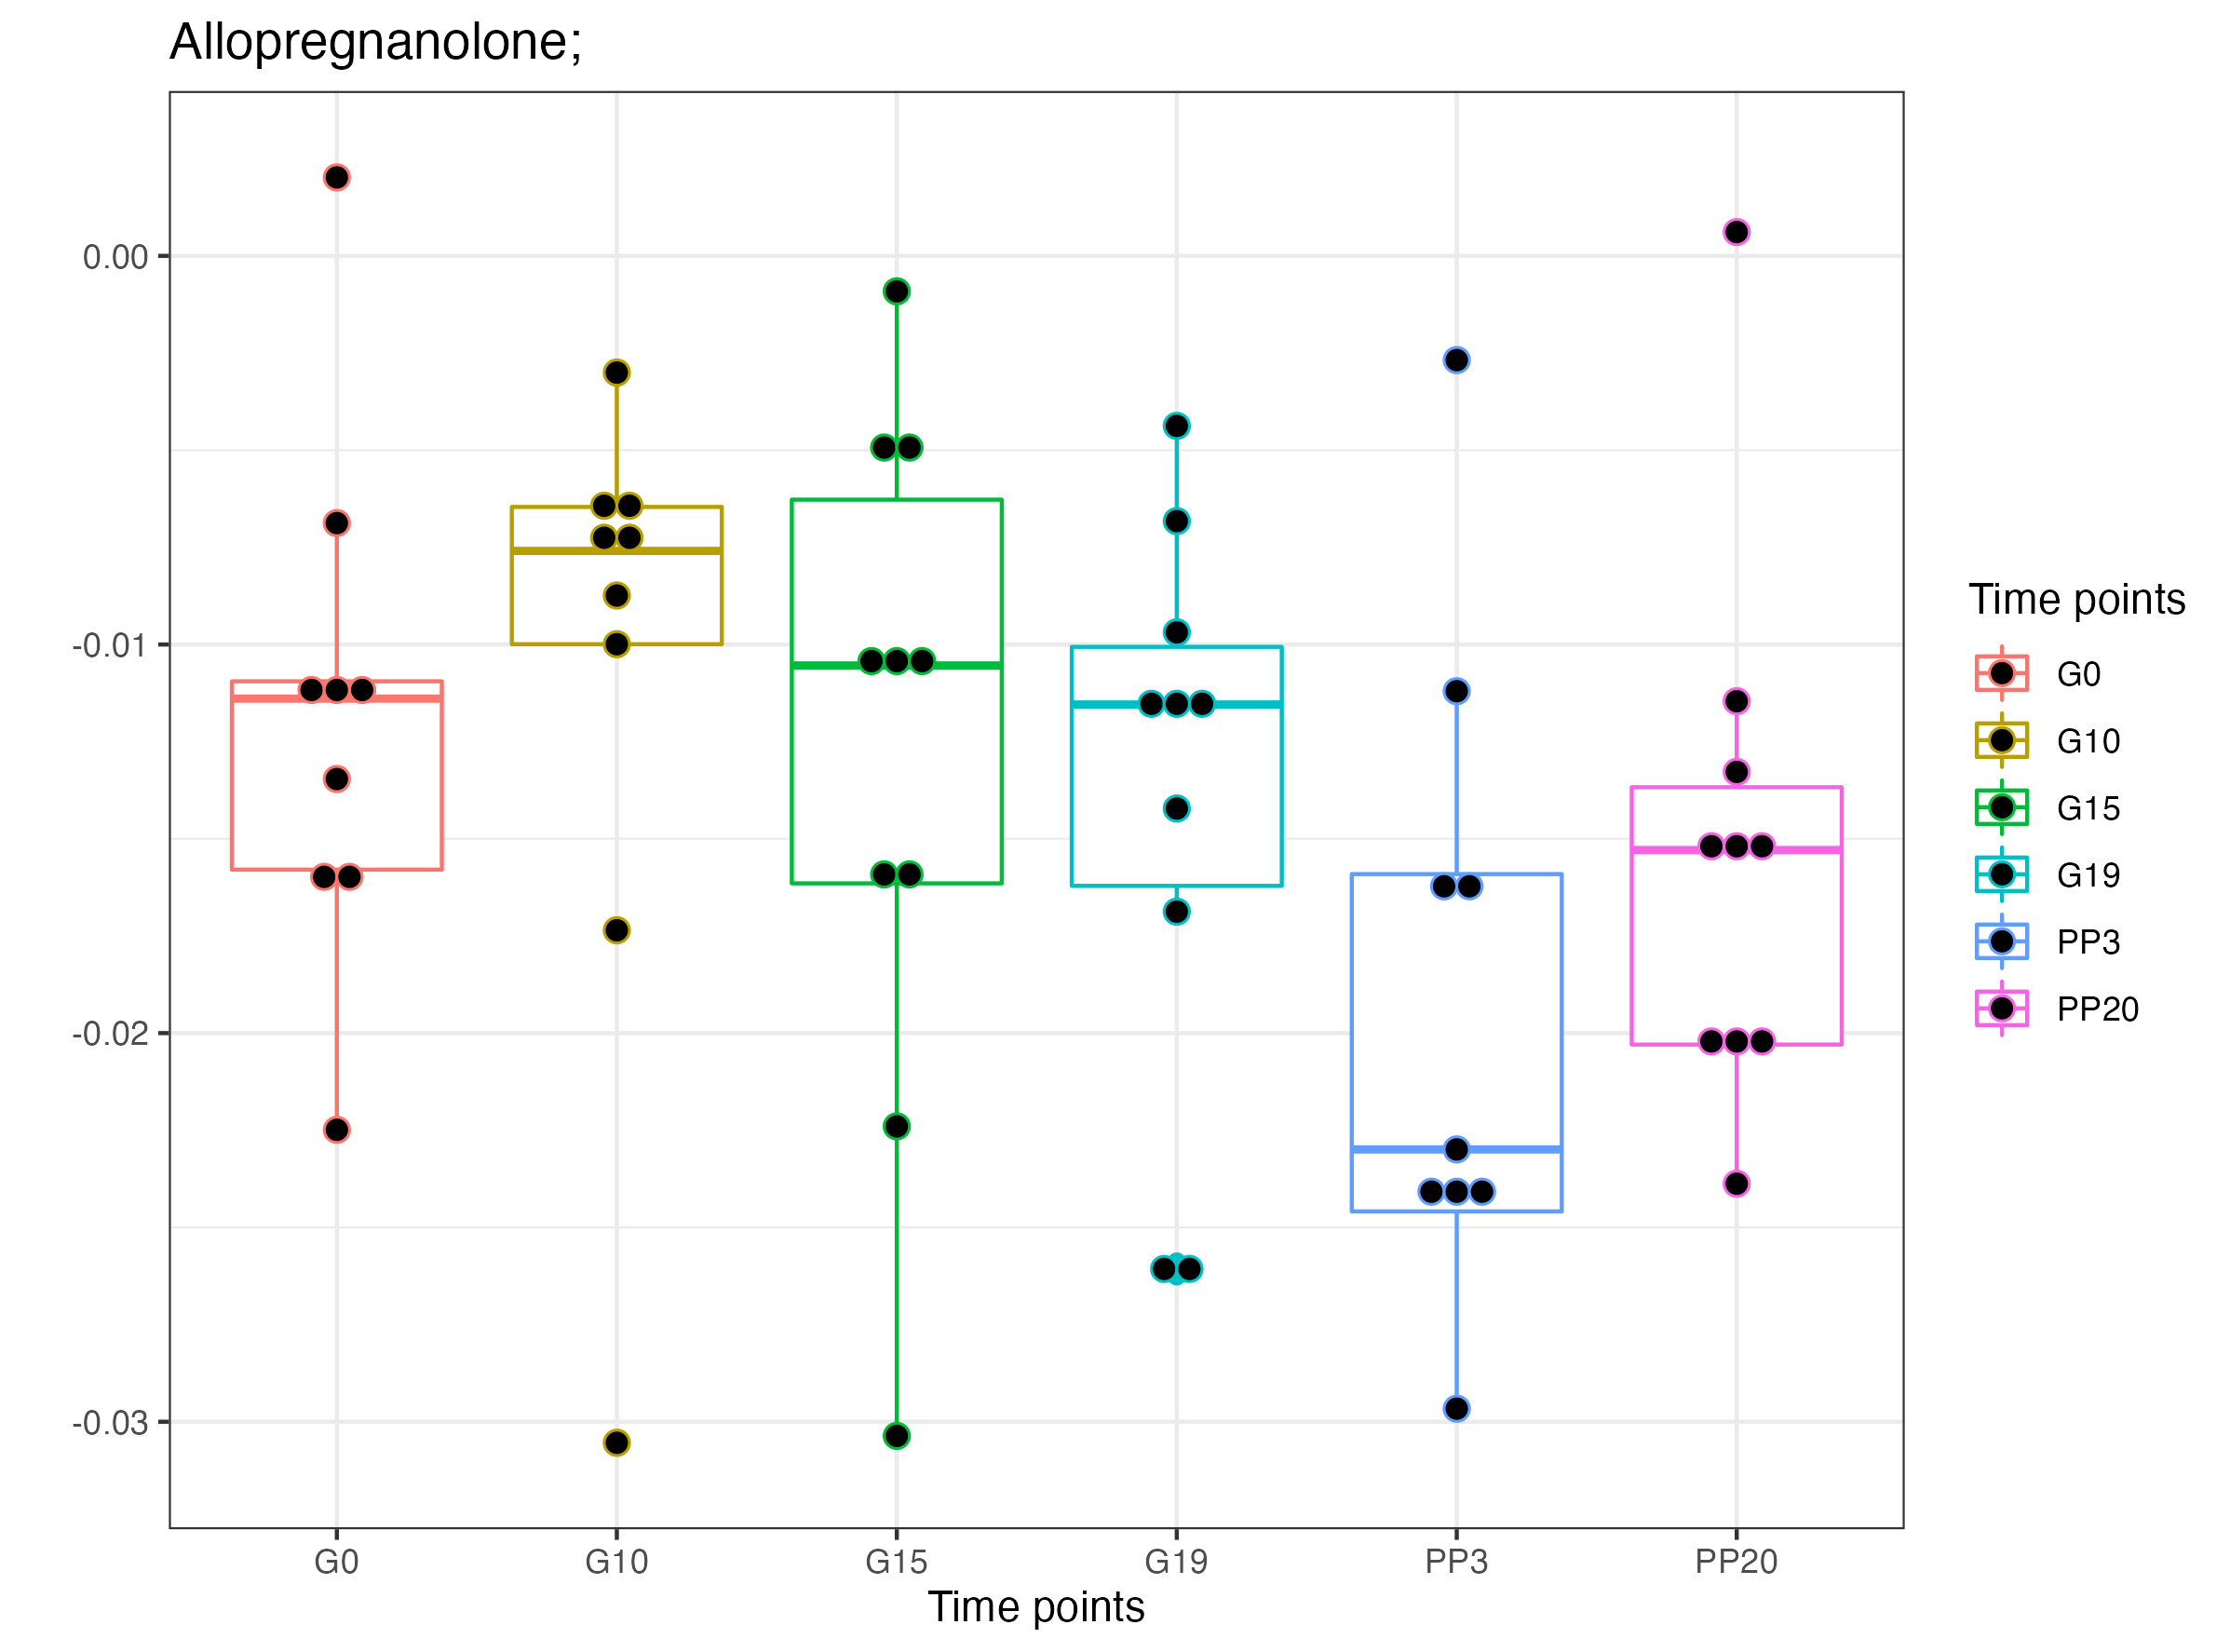 Allopregnanolone;
0.00
-0.01
-0.02
-0.03
G0 G10 G15 G19 PP3 PP20
Time points
Time points
G0
G10
G15
G19
PP3
PP20